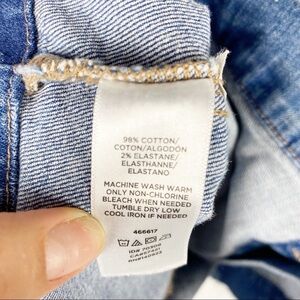 98% COTTON/
COTON/ALGODÓN
2% ELASTANE/
ELASTHANNE/
ELASTANO
MACHINE WASH WARM
ONLY NON-CHLORINE
BLEACH WHEN NEEDED
TUMBLE DRY LOW
COOL IRON IF NEEDED
466617